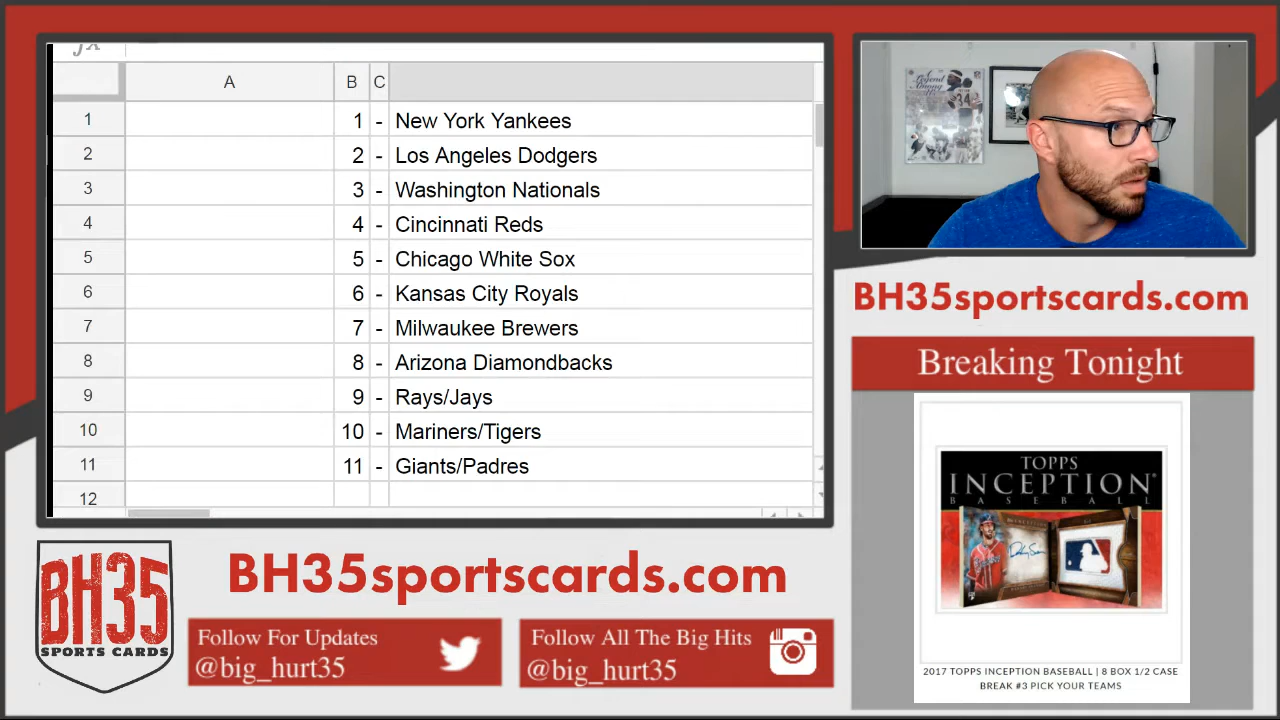 A B C
1 1 - New York Yankees
2 2 - Los Angeles Dodgers
3 3 - Washington Nationals
4 4 - Cincinnati Reds
5 5 - Chicago White Sox
6 6 - Kansas City Royals
7 7 - Milwaukee Brewers
8 8 - Arizona Diamondbacks
9 9 - Rays/Jays
10 10 - Mariners/Tigers
11 11 - Giants/Padres
12
A Legend Among
34
BH35sportscards.com
Breaking Tonight
TOPPS
INCEPTION
BASEBALL
2017 TOPPS INCEPTION BASEBALL | 8 BOX 1/2 CASE
BREAK #3 PICK YOUR TEAMS
BH35
SPORTS CARDS
BH35sportscards.com
Follow For Updates
@big_hurt35
Follow All The Big Hits
@big_hurt35